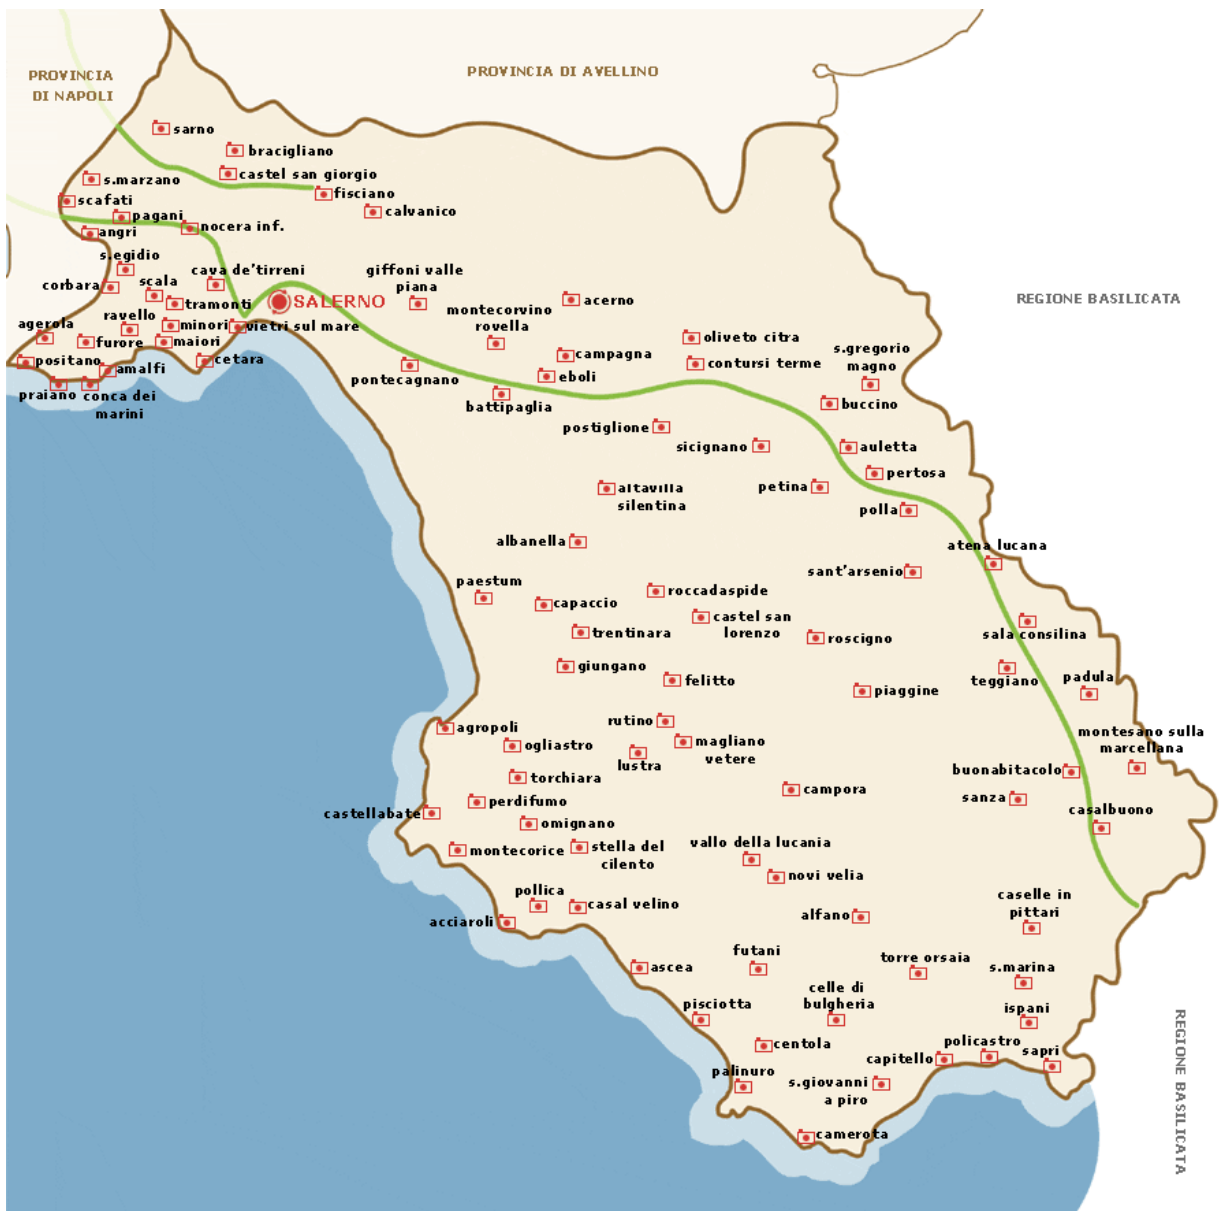 PROVINCIA
DI NAPOLI
PROVINCIA DI AVELLINO
sarno
bracigliano
castel san giorgio
s.marzano
fisciano
scafati
calvanico
pagani
nocera inf.
angri
s.egidio
cava de'tirreni
giffoni valle
piana
corbara
scala
tramonti
SALERNO
acerno
REGIONE BASILICATA
montecorvino
rovella
agerola
ravello
minori
vietri sul mare
furore
maiori
oliveto citra
s.gregorio
magno
positano
amalfi
cetara
campagna
contursi terme
pontecagnano
eboli
praiano
conca dei
marini
battipaglia
buccino
postiglione
sicignano
auletta
pertosa
altavilla
silentina
petina
polla
albanella
atena lucana
sant'arsenio
paestum
capaccio
roccadaspide
castel san
lorenzo
trentinara
roscigno
sala consilina
giungano
felitto
teggiano
padula
piaggine
agropoli
rutino
ogliastro
magliano
vetere
lustra
montesano sulla
marcellana
torchiara
buonabitacolo
campora
sanza
perdifumo
castellabate
omignano
casalbuono
montecorice
stella del
cilento
vallo della lucania
novi velia
pollica
casal velino
acciaroli
alfano
caselle in
pittari
futani
torre orsaia
ascea
s.marina
celle di
bulgheria
pisciotta
ispani
centola
capitello
policastro
sapri
palinuro
s.giovanni
a piro
camerota
REGIONE BASILICATA